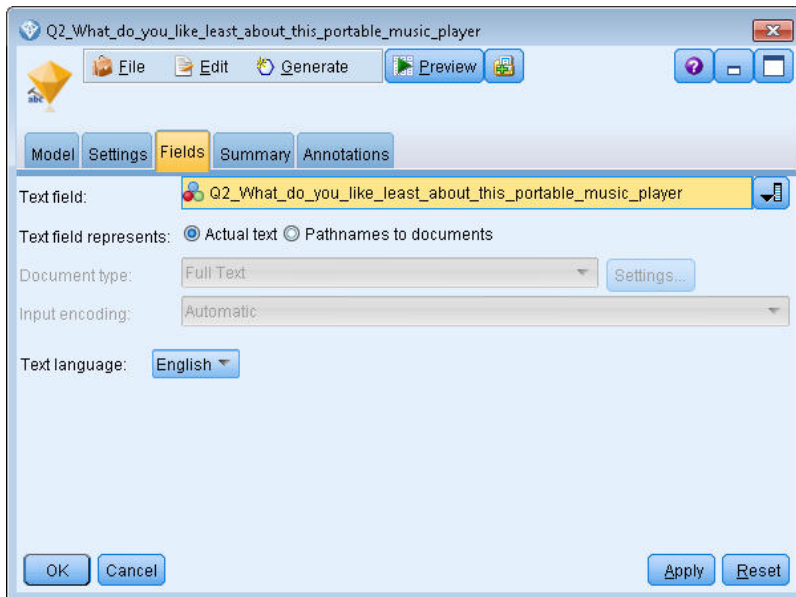 Q2_What_do_you_like_least_about_this_portable_music_player
File Edit Generate Preview
abc
Model Settings Fields Summary Annotations
Text field: Q2_What_do_you_like_least_about_this_portable_music_player
Text field represents: Actual text Pathnames to documents
Document type: Full Text Settings...
Input encoding: Automatic
Text language: English
OK Cancel Apply Reset